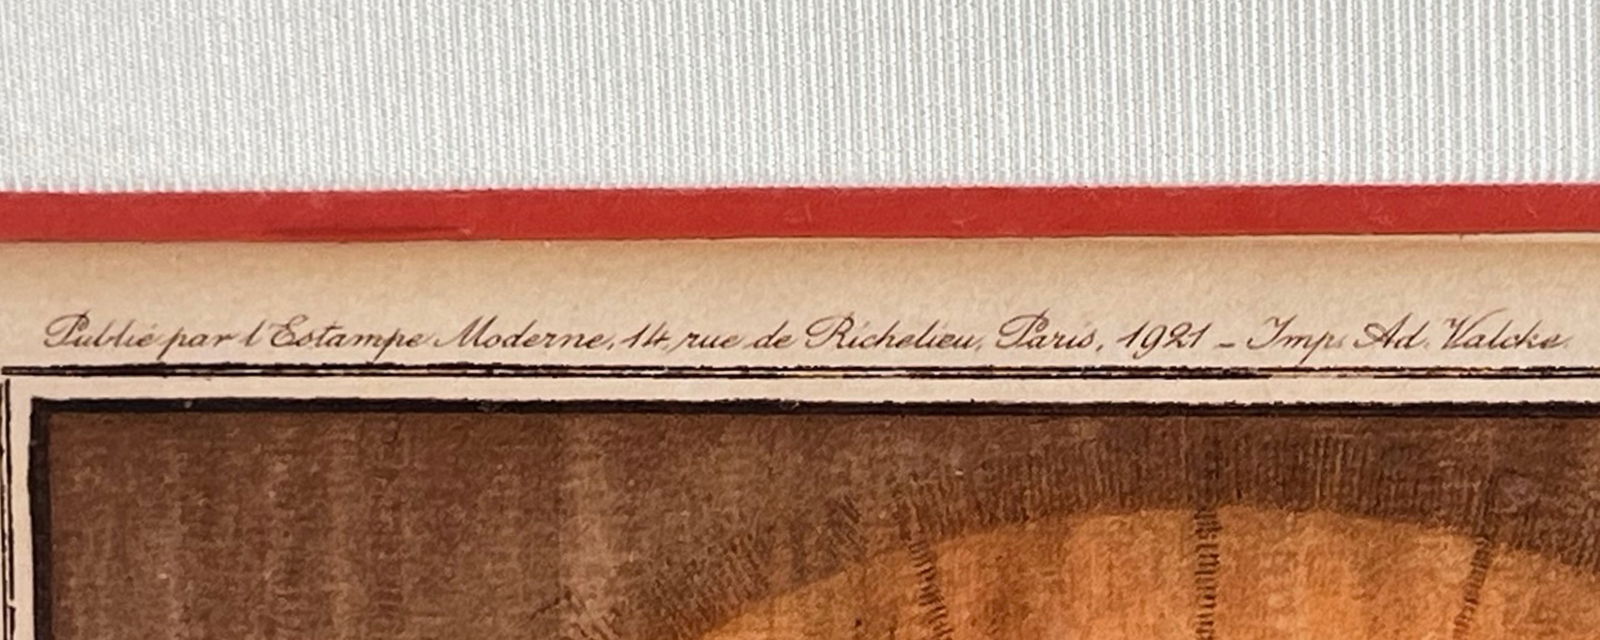 Publié par l'Estampe Moderne, 14, rue de Richelieu, Paris, 1921 - Imp. Ad. Valcke.